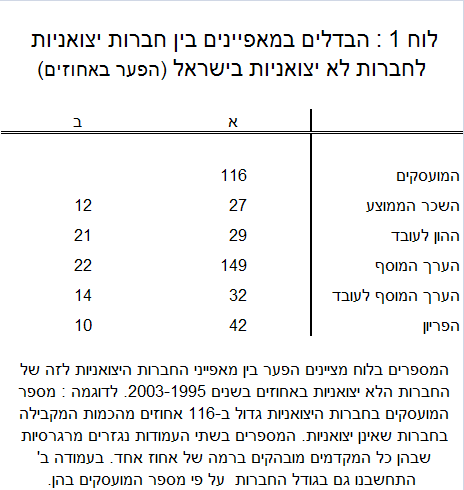 לוח 1 : הבדלים במאפיינים בין חברות יצואניות
לחברות לא יצואניות בישראל (הפער באחוזים)
א ב
המועסקים 116
השכר הממוצע 27 12
ההון לעובד 29 21
הערך המוסף 149 22
הערך המוסף לעובד 32 14
הפריון 42 10
המספרים בלוח מציינים הפער בין מאפייני החברות היצואניות לזה של
החברות הלא יצואניות באחוזים בשנים 2003-1995. לדוגמה : מספר
המועסקים בחברות היצואניות גדול ב-116 אחוזים מהכמות המקבילה
בחברות שאינן יצואניות. המספרים בשתי העמודות נגזרים מרגרסיות
שבהן כל המקדמים מובהקים ברמה של אחוז אחד. בעמודה ב'
התחשבנו גם בגודל החברות על פי מספר המועסקים בהן.